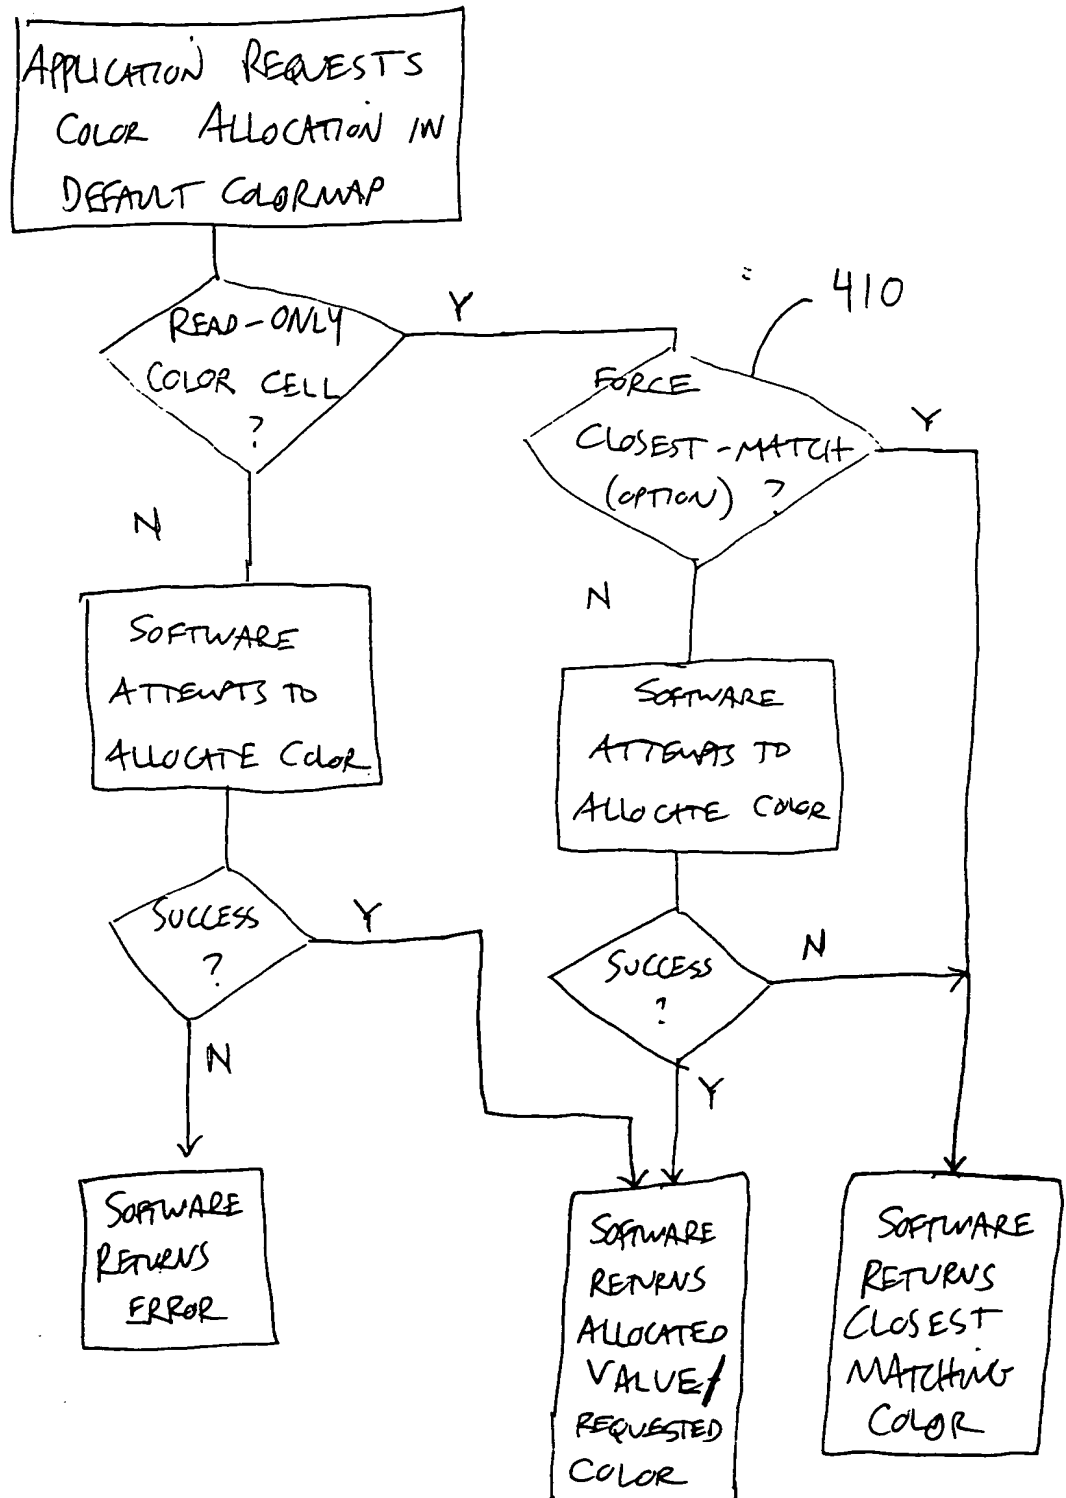 APPLICATION REQUESTS
COLOR ALLOCATION IN
DEFAULT COLORMAP
READ-ONLY
COLOR CELL
?
Y
410
FORCE
CLOSEST-MATCH
(OPTION) ?
Y
N
N
SOFTWARE
ATTEMPTS TO
ALLOCATE COLOR
SOFTWARE
ATTEMPTS TO
ALLOCATE COLOR
SUCCESS
?
Y
N
SUCCESS
?
N
Y
SOFTWARE
RETURNS
ERROR
SOFTWARE
RETURNS
ALLOCATED
VALUE/
REQUESTED
COLOR
SOFTWARE
RETURNS
CLOSEST
MATCHING
COLOR